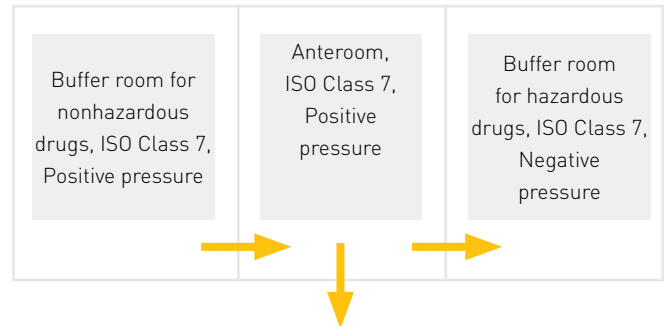 Buffer room for
nonhazardous
drugs, ISO Class 7,
Positive pressure
Anteroom,
ISO Class 7,
Positive
pressure
Buffer room
for hazardous
drugs, ISO Class 7,
Negative
pressure